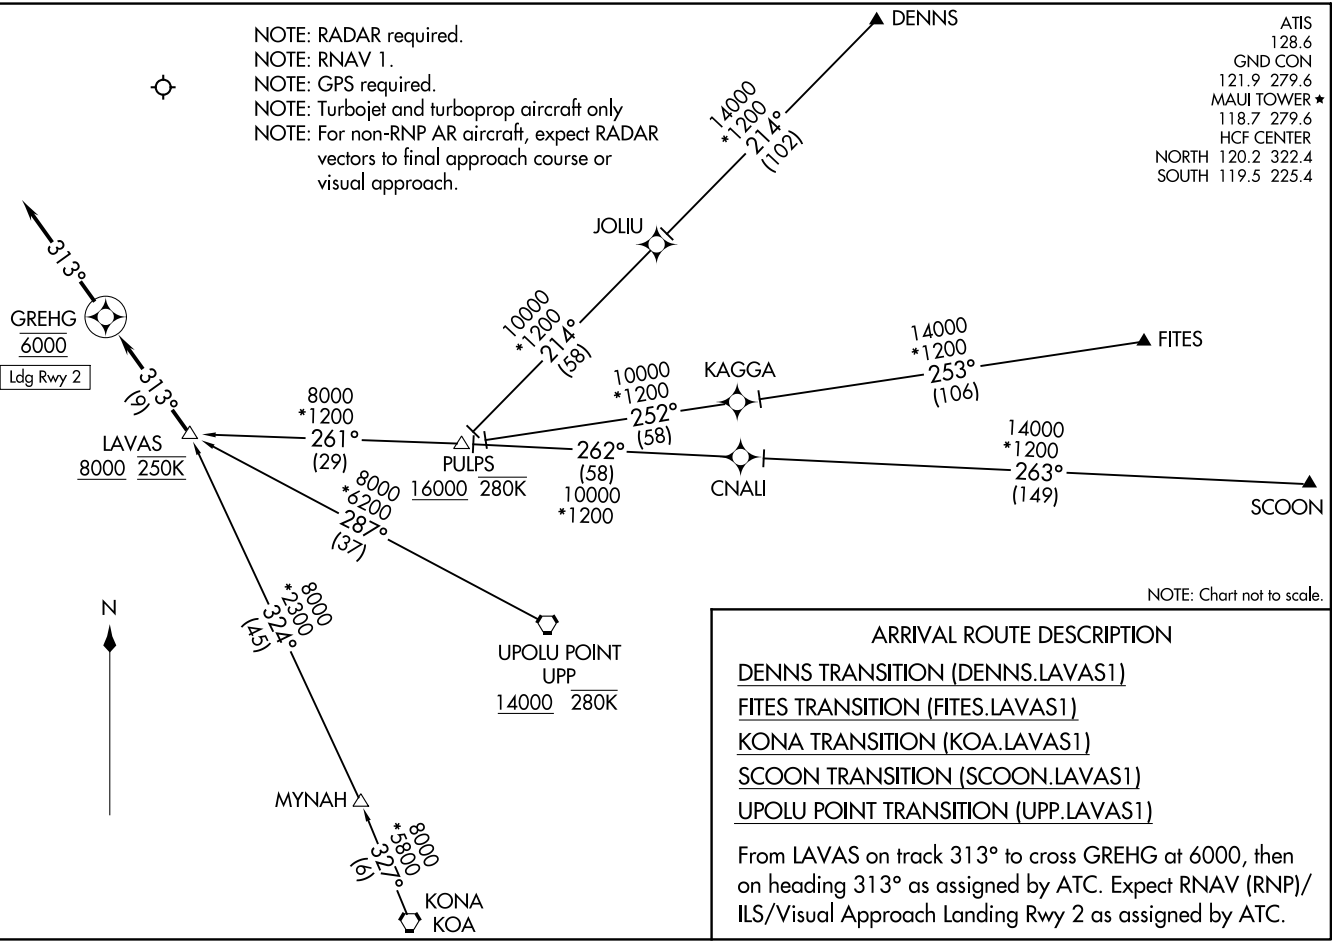 NOTE: RADAR required.
NOTE: RNAV 1.
NOTE: GPS required.
NOTE: Turbojet and turboprop aircraft only
NOTE: For non-RNP AR aircraft, expect RADAR
vectors to final approach course or
visual approach.
DENNS
ATIS
128.6
GND CON
121.9 279.6
MAUI TOWER ★
118.7 279.6
HCF CENTER
NORTH 120.2 322.4
SOUTH 119.5 225.4
14000
*1200
214°
(102)
JOLIU
10000
*1200
214°
(58)
313°
GREHG
6000
Ldg Rwy 2
313°
(9)
LAVAS
8000 250K
8000
*1200
261°
(29)
PULPS
16000 280K
10000
*1200
252°
(58)
KAGGA
14000
*1200
253°
(106)
FITES
262°
(58)
10000
*1200
CNALI
14000
*1200
263°
(149)
SCOON
8000
*6200
287°
(37)
UPOLU POINT
UPP
14000 280K
8000
*2300
324°
(45)
N
MYNAH
8000
*5800
327°
(6)
KONA
KOA
NOTE: Chart not to scale.
ARRIVAL ROUTE DESCRIPTION
DENNS TRANSITION (DENNS.LAVAS1)
FITES TRANSITION (FITES.LAVAS1)
KONA TRANSITION (KOA.LAVAS1)
SCOON TRANSITION (SCOON.LAVAS1)
UPOLU POINT TRANSITION (UPP.LAVAS1)
From LAVAS on track 313° to cross GREHG at 6000, then
on heading 313° as assigned by ATC. Expect RNAV (RNP)/
ILS/Visual Approach Landing Rwy 2 as assigned by ATC.